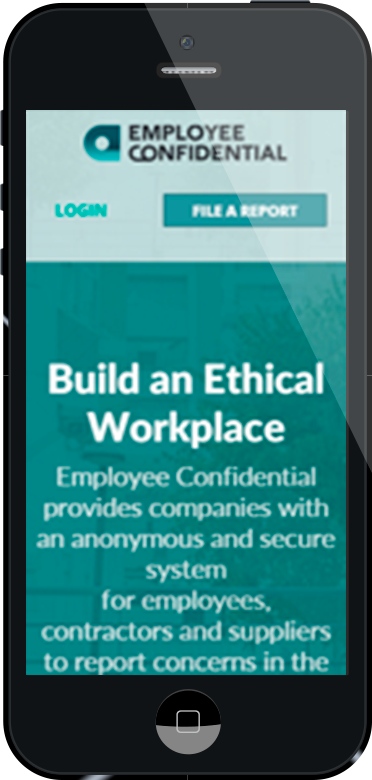 EMPLOYEE
CONFIDENTIAL
LOGIN
FILE A REPORT
Build an Ethical
Workplace
Employee Confidential
provides companies with
an anonymous and secure
system
for employees,
contractors and suppliers
to report concerns in the